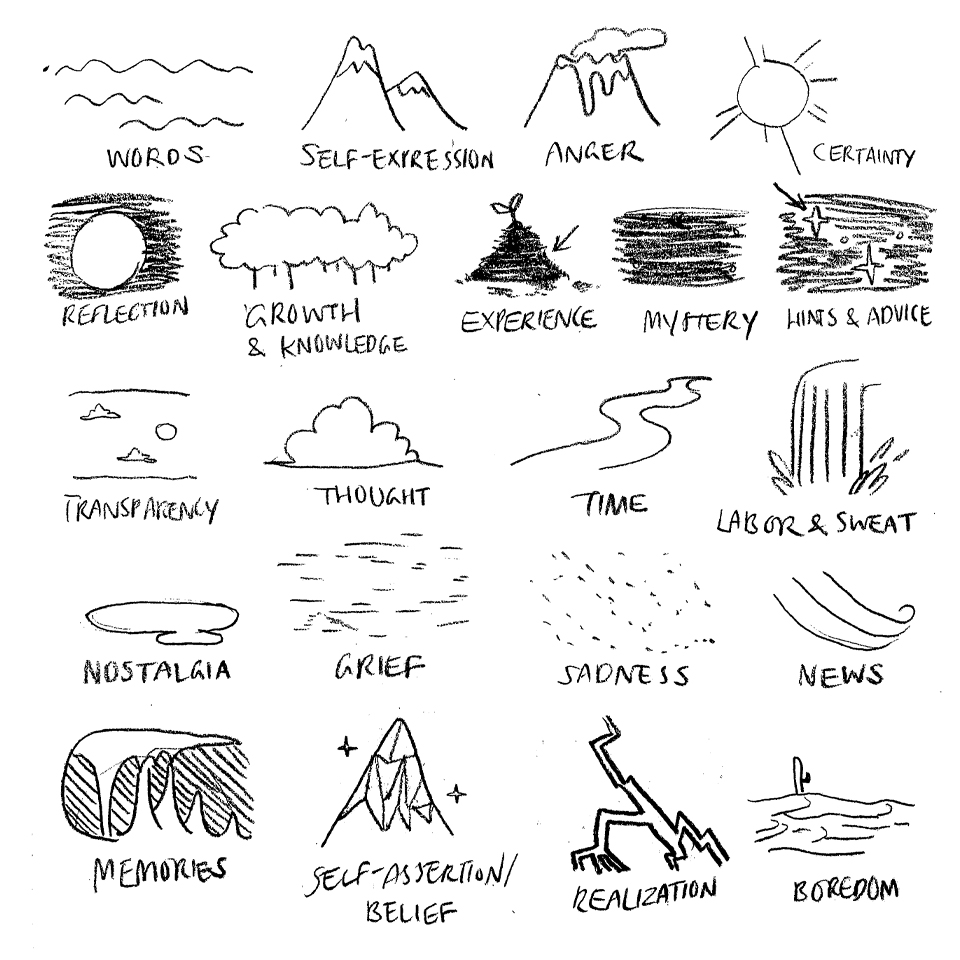 WORDS
SELF-EXPRESSION
ANGER
CERTAINTY
REFLECTION
GROWTH
& KNOWLEDGE
EXPERIENCE
MYSTERY
HINTS & ADVICE
TRANSPARENCY
THOUGHT
TIME
LABOR & SWEAT
NOSTALGIA
GRIEF
SADNESS
NEWS
MEMORIES
SELF-ASSERTION/
BELIEF
REALIZATION
BOREDOM